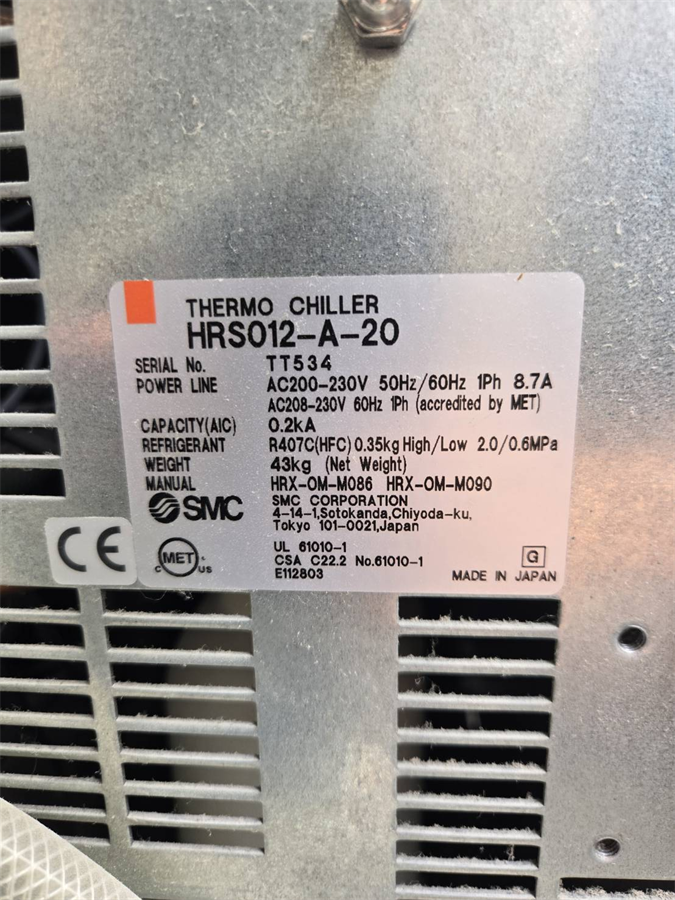 THERMO CHILLER
HRS012-A-20
SERIAL No. TT534
POWER LINE AC200-230V 50Hz/60Hz 1Ph 8.7A
AC208-230V 60Hz 1Ph (accredited by MET)
CAPACITY(AIC) 0.2kA
REFRIGERANT R407C(HFC) 0.35kg High/Low 2.0/0.6MPa
WEIGHT 43kg (Net Weight)
MANUAL HRX-OM-M086 HRX-OM-M090
SMC SMC CORPORATION
4-14-1,Sotokanda,Chiyoda-ku,
Tokyo 101-0021,Japan
CE
C MET US
UL 61010-1
CSA C22.2 No.61010-1
E112803
G
MADE IN JAPAN